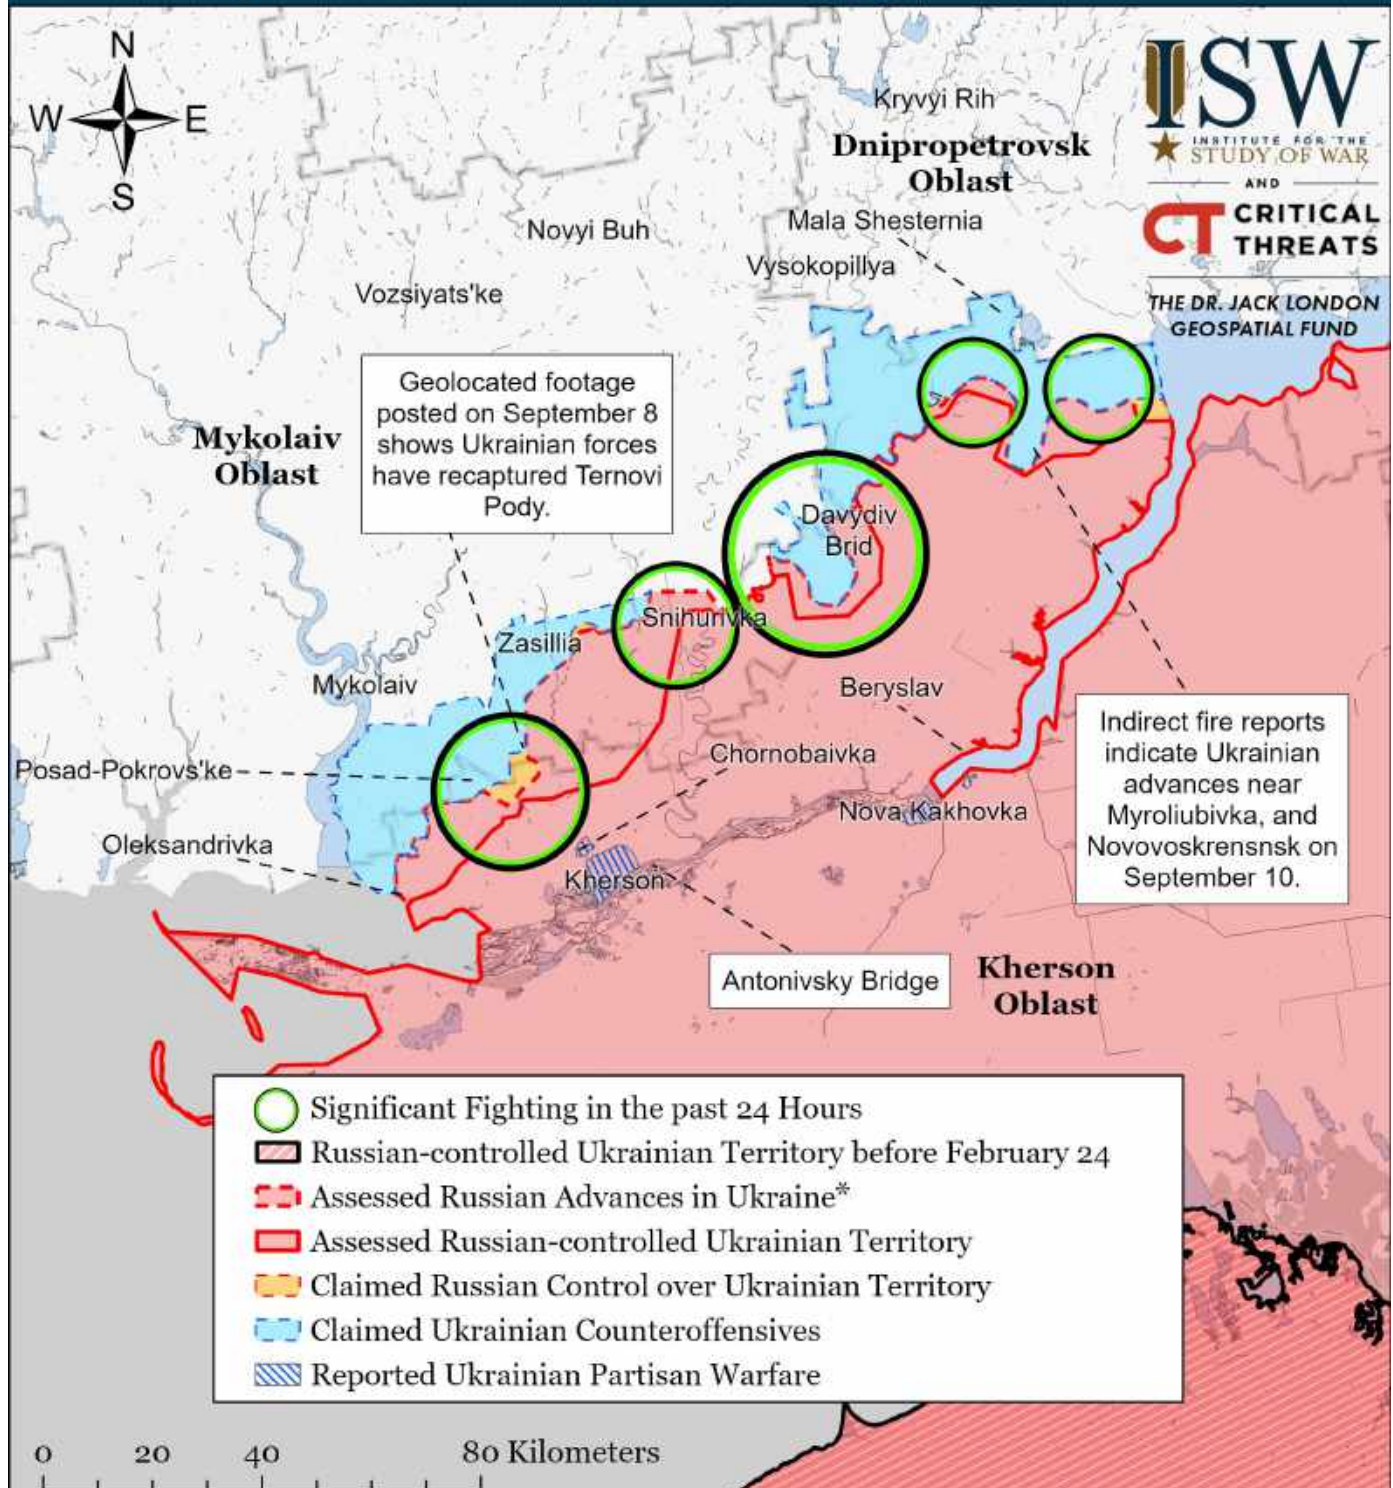 N
W
E
S
ISW
INSTITUTE FOR THE
STUDY OF WAR
AND
CT CRITICAL
THREATS
THE DR. JACK LONDON
GEOSPATIAL FUND
Kryvyi Rih
Dnipropetrovsk
Oblast
Mala Shesternia
Novyi Buh
Vysokopillya
Vozsiyats'ke
Geolocated footage
posted on September 8
shows Ukrainian forces
have recaptured Ternovi
Pody.
Mykolaiv
Oblast
Davydiv
Brid
Snihurivka
Zasillia
Mykolaiv
Beryslav
Indirect fire reports
indicate Ukrainian
advances near
Myroliubivka, and
Novovoskrensnsk on
September 10.
Chornobaivka
Posad-Pokrovs'ke
Nova Kakhovka
Oleksandrivka
Kherson
Antonivsky Bridge
Kherson
Oblast
Significant Fighting in the past 24 Hours
Russian-controlled Ukrainian Territory before February 24
Assessed Russian Advances in Ukraine*
Assessed Russian-controlled Ukrainian Territory
Claimed Russian Control over Ukrainian Territory
Claimed Ukrainian Counteroffensives
Reported Ukrainian Partisan Warfare
0 20 40 80 Kilometers